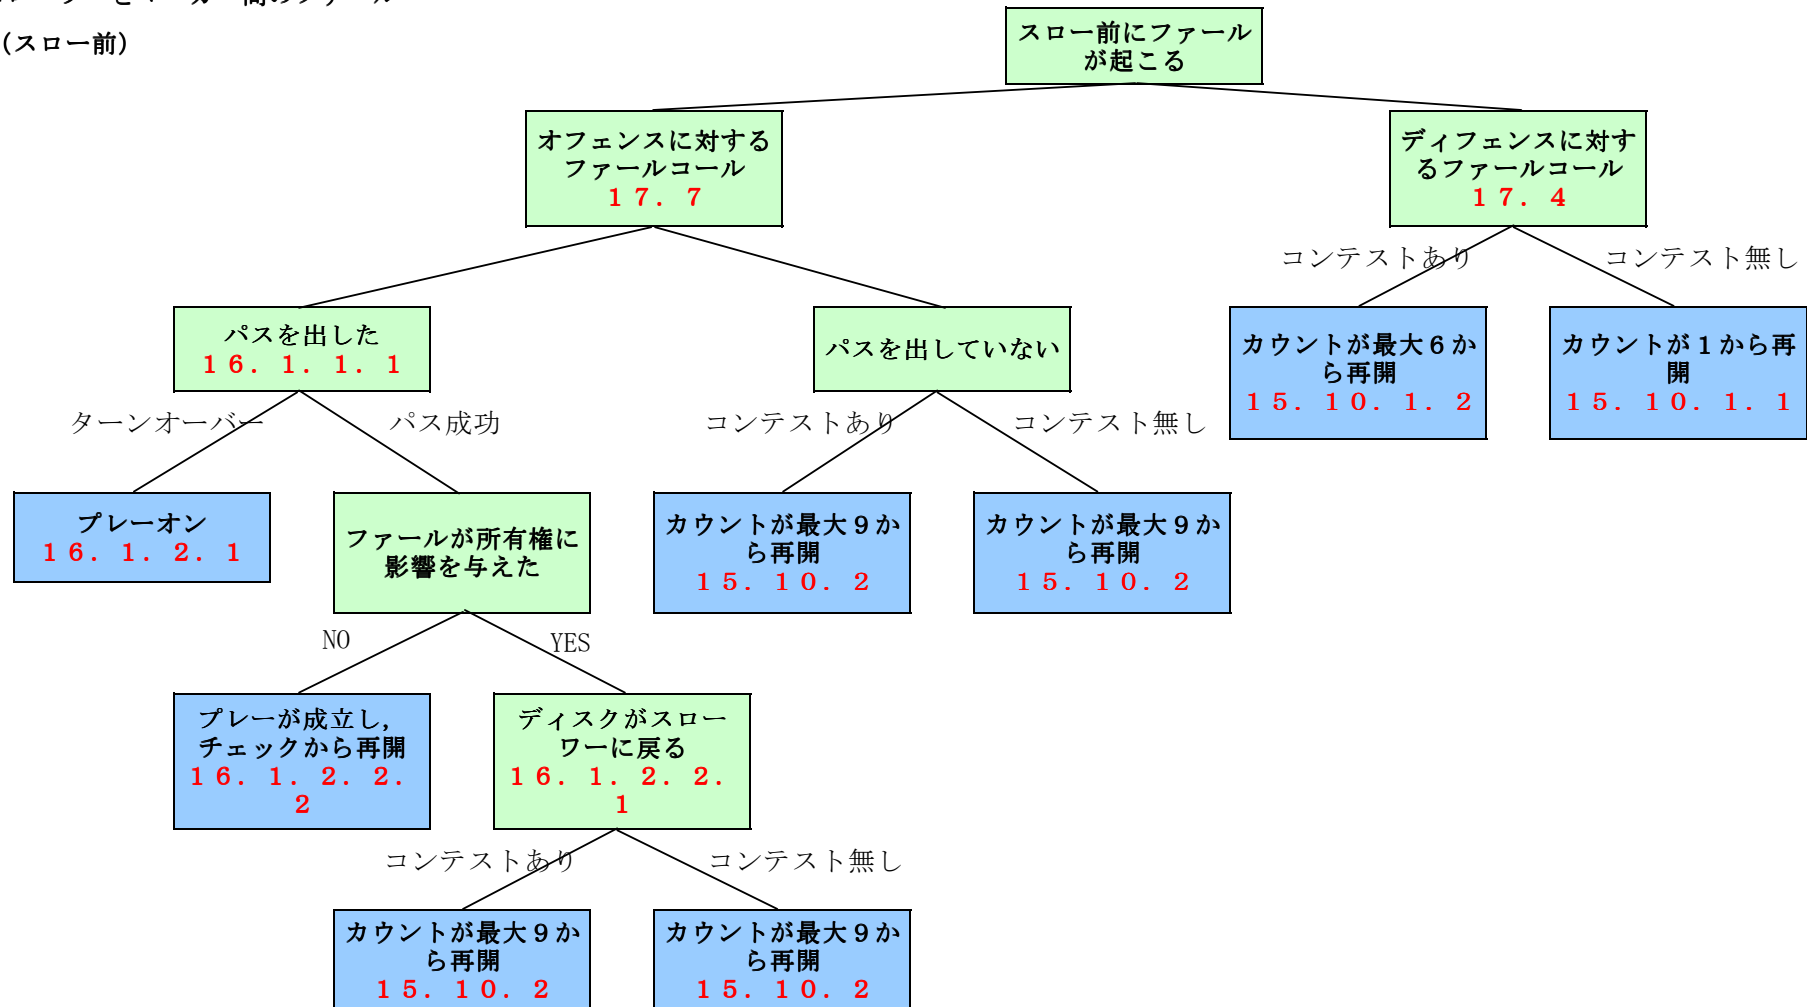 （スロー前）
スロー前にファール
が起こる
オフェンスに対する
ファールコール
１７．７
ディフェンスに対す
るファールコール
１７．４
コンテストあり
コンテスト無し
パスを出した
１６．１．１．１
パスを出していない
カウントが最大６か
ら再開
１５．１０．１．２
カウントが１から再
開
１５．１０．１．１
ターンオーバー
パス成功
コンテストあり
コンテスト無し
プレーオン
１６．１．２．１
ファールが所有権に
影響を与えた
カウントが最大９か
ら再開
１５．１０．２
カウントが最大９か
ら再開
１５．１０．２
NO
YES
プレーが成立し，
チェックから再開
１６．１．２．２．
２
ディスクがスロー
ワーに戻る
１６．１．２．２．
１
コンテストあり
コンテスト無し
カウントが最大９か
ら再開
１５．１０．２
カウントが最大９か
ら再開
１５．１０．２